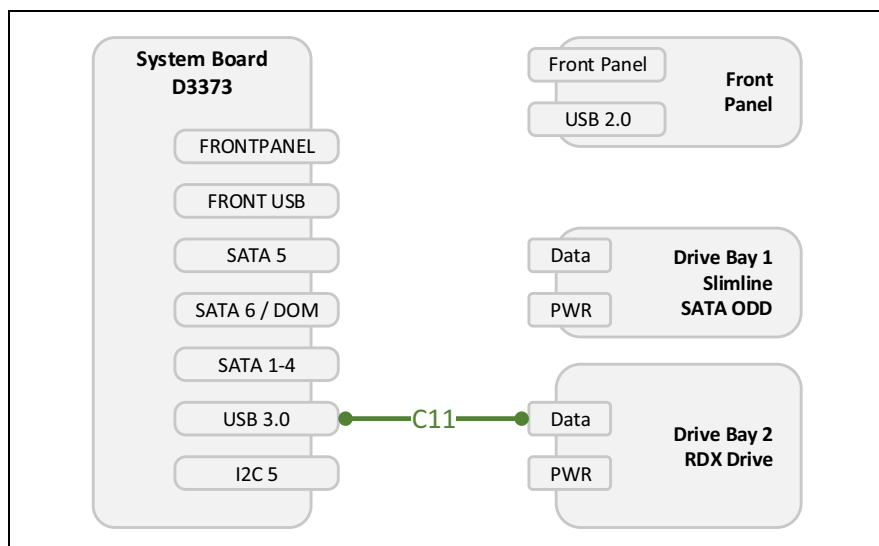 System Board
D3373
FRONTPANEL
FRONT USB
SATA 5
SATA 6 / DOM
SATA 1-4
USB 3.0
I2C 5
C11
Front Panel
USB 2.0
Front
Panel
Data
PWR
Drive Bay 1
Slimline
SATA ODD
Data
PWR
Drive Bay 2
RDX Drive